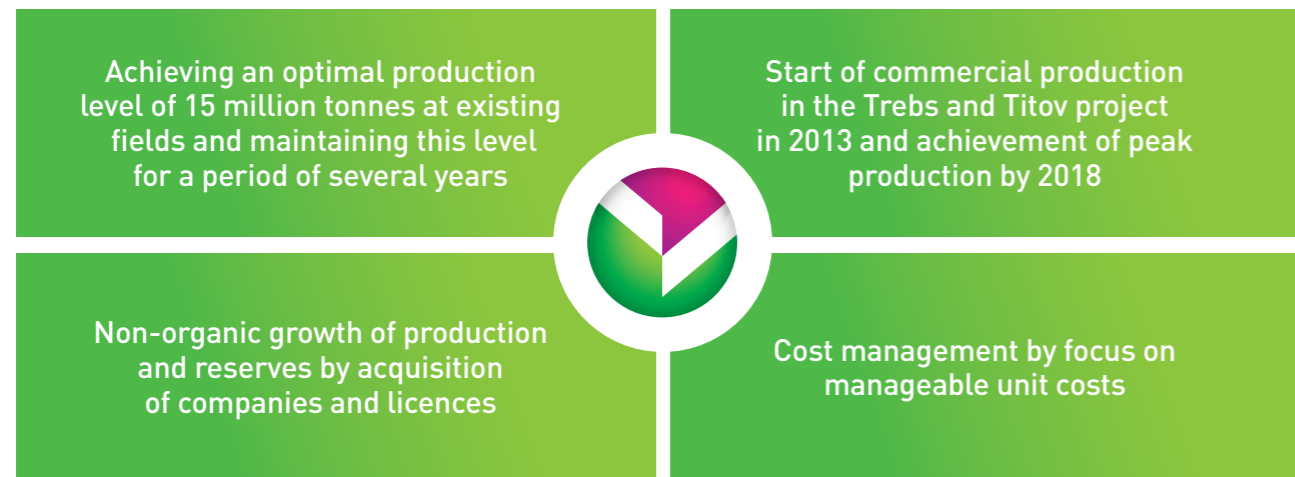 Achieving an optimal production
level of 15 million tonnes at existing
fields and maintaining this level
for a period of several years
Start of commercial production
in the Trebs and Titov project
in 2013 and achievement of peak
production by 2018
Non-organic growth of production
and reserves by acquisition
of companies and licences
Cost management by focus on
manageable unit costs